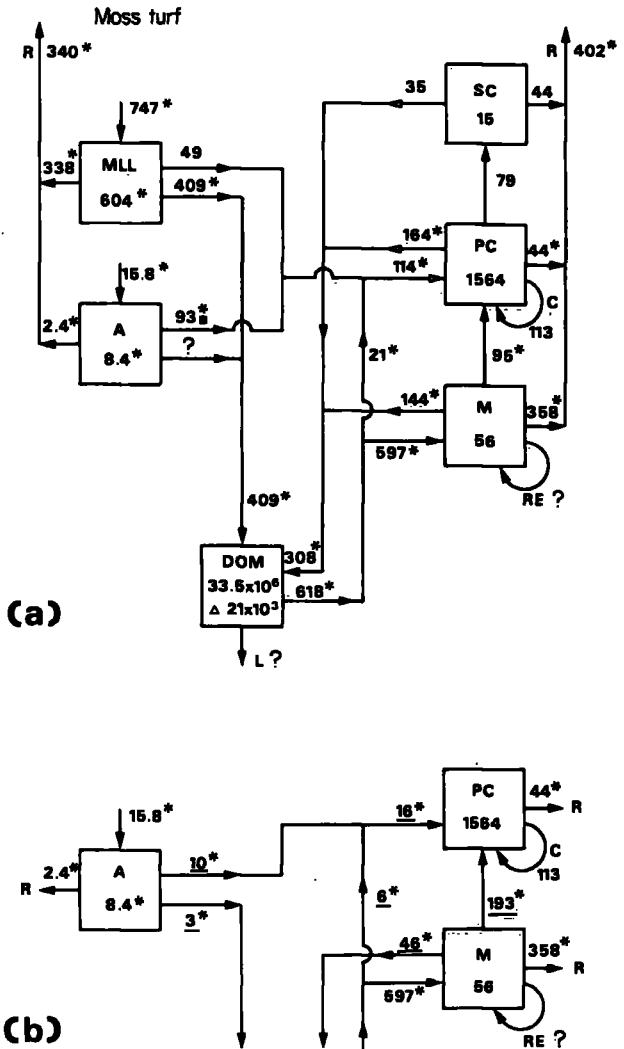 Moss turf
R 340*
R 402*
747*
338*
MLL
604*
49
409*
35
SC
15
44
79
164*
PC
1564
44*
114*
C
113
15.8*
2.4*
A
8.4*
93*
?
21*
95*
144*
M
56
358*
597*
RE ?
409*
DOM
33.5x10⁶
Δ 21x10³
308*
618*
L ?
(a)
15.8*
2.4*
R
A
8.4*
10*
3*
16*
PC
1564
44*
R
C
113
6*
193*
46*
M
56
358*
R
597*
RE ?
(b)